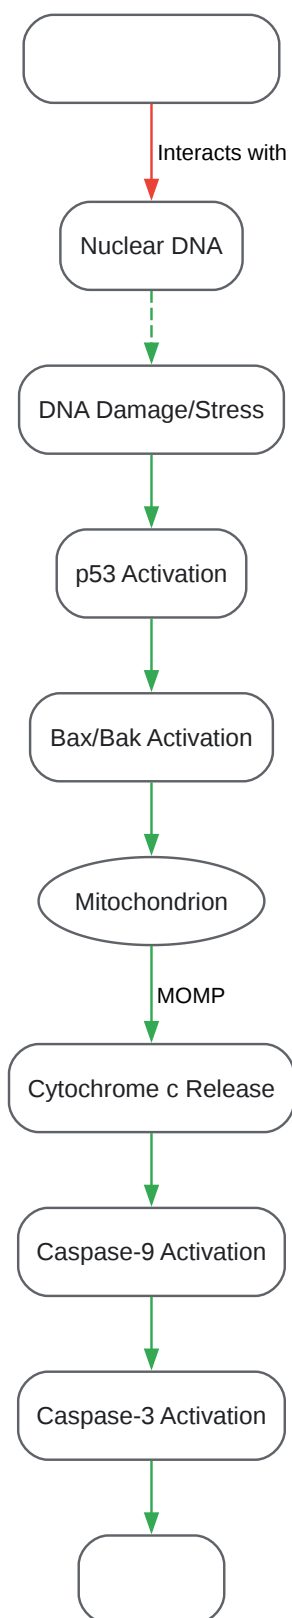 Interacts with
Nuclear DNA
DNA Damage/Stress
p53 Activation
Bax/Bak Activation
Mitochondrion
MOMP
Cytochrome c Release
Caspase-9 Activation
Caspase-3 Activation